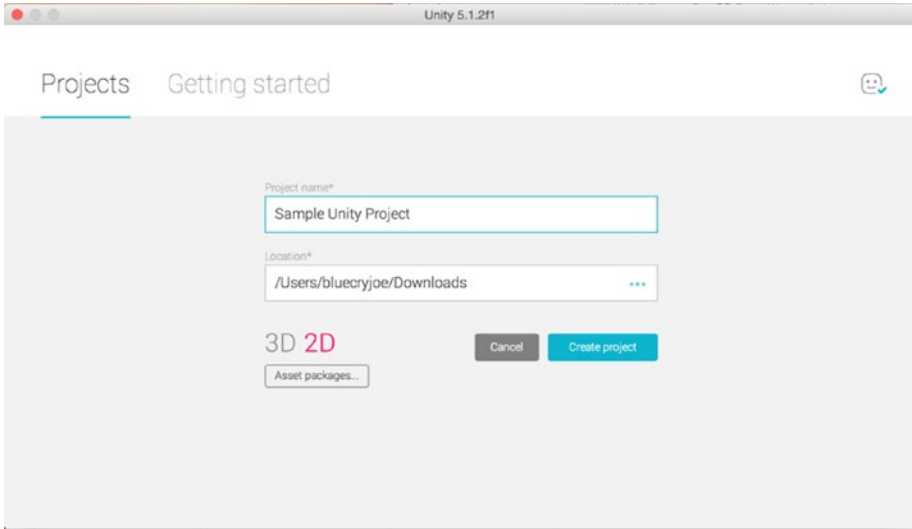 Unity 5.1.2f1
Projects Getting started
Project name*
Sample Unity Project
Location*
/Users/bluecryjoe/Downloads
3D 2D Cancel Create project
Asset packages...